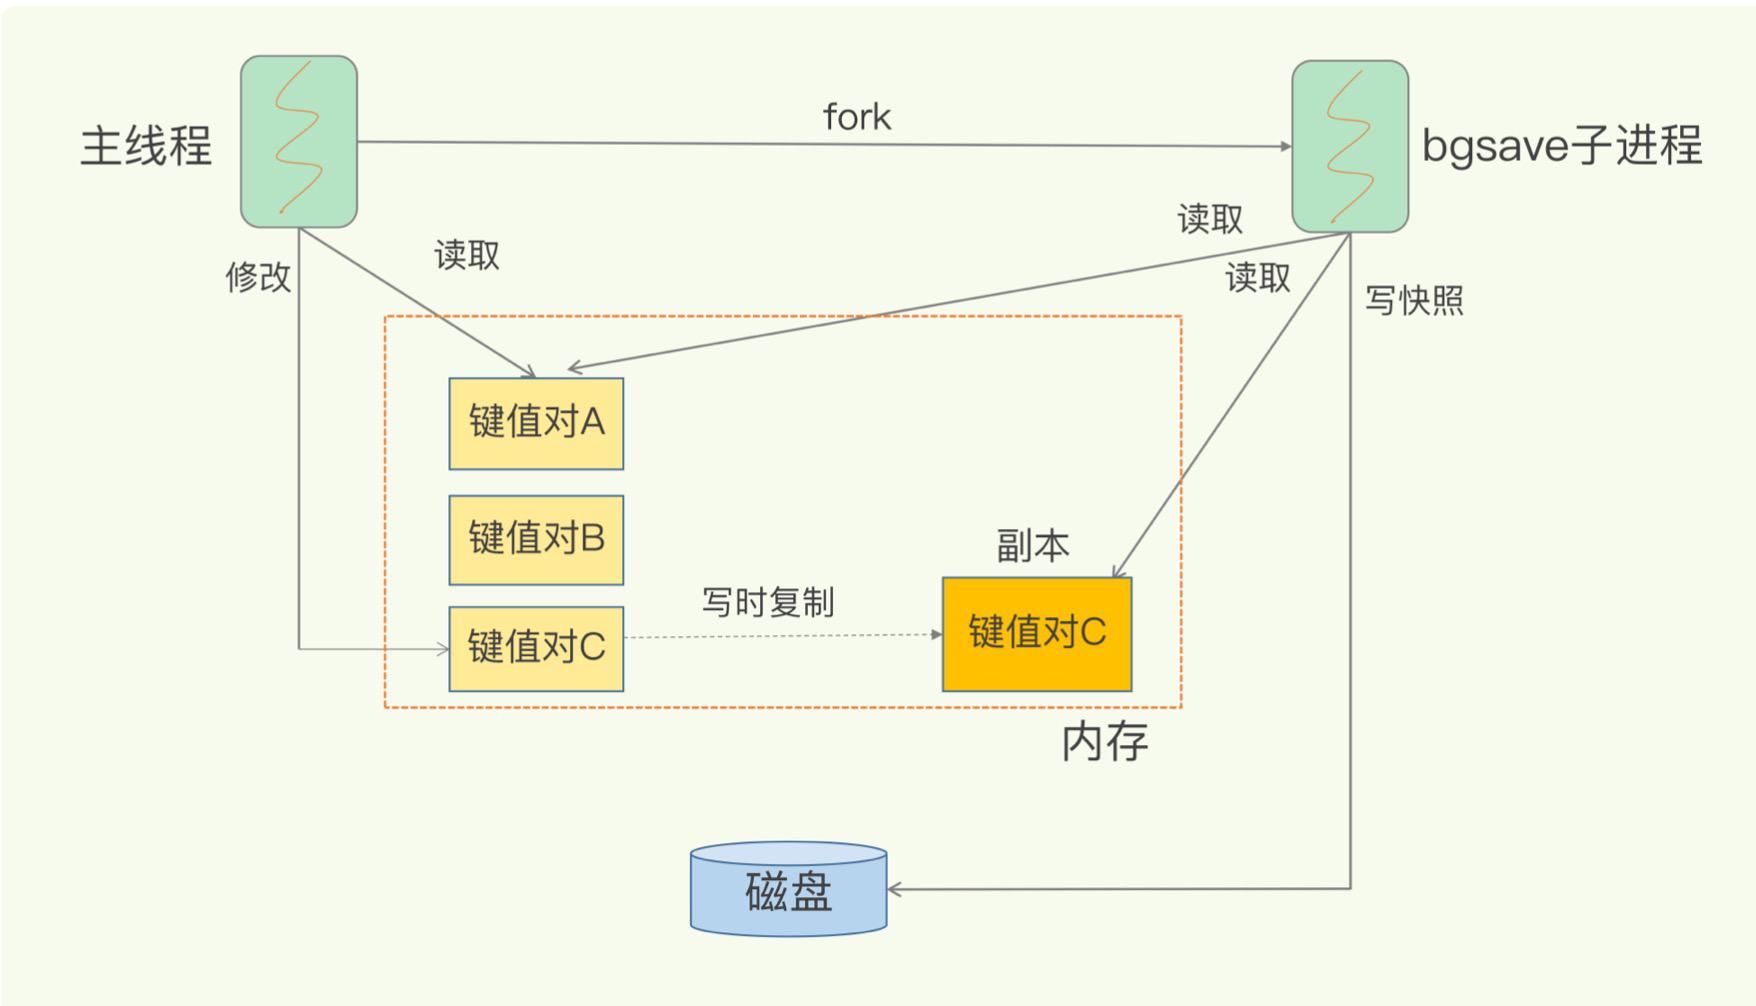 fork
主线程
bgsave子进程
读取
读取
修改
读取
写快照
键值对A
键值对B
副本
写时复制
键值对C
键值对C
内存
磁盘